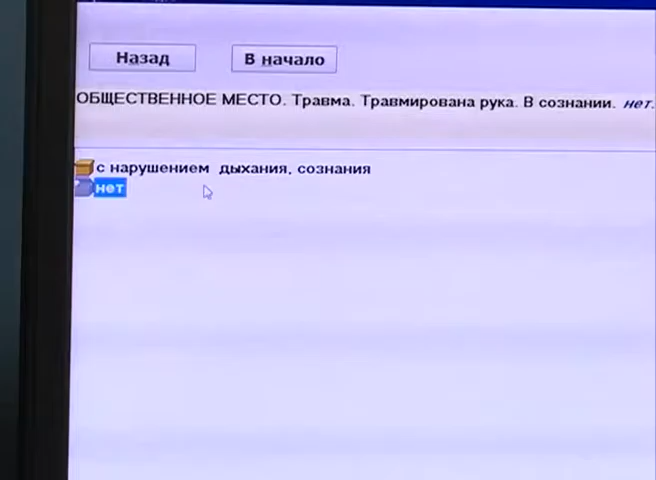 Назад
В начало
ОБЩЕСТВЕННОЕ МЕСТО. Травма. Травмирована рука. В сознании. нет.
с нарушением дыхания, сознания
нет